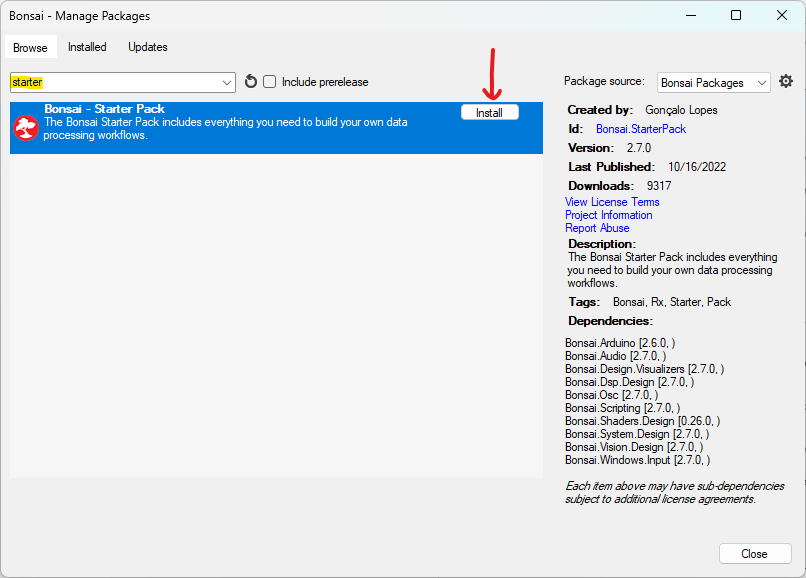 Bonsai - Manage Packages
Browse Installed Updates
starter
Include prerelease
Package source: Bonsai Packages
Bonsai - Starter Pack
The Bonsai Starter Pack includes everything you need to build your own data
processing workflows.
Install
Created by: Gonçalo Lopes
Id: Bonsai.StarterPack
Version: 2.7.0
Last Published: 10/16/2022
Downloads: 9317
View License Terms
Project Information
Report Abuse
Description:
The Bonsai Starter Pack includes everything
you need to build your own data processing
workflows.
Tags: Bonsai, Rx, Starter, Pack
Dependencies:
Bonsai.Arduino [2.6.0, )
Bonsai.Audio [2.7.0, )
Bonsai.Design.Visualizers [2.7.0, )
Bonsai.Dsp.Design [2.7.0, )
Bonsai.Osc [2.7.0, )
Bonsai.Scripting [2.7.0, )
Bonsai.Shaders.Design [0.26.0, )
Bonsai.System.Design [2.7.0, )
Bonsai.Vision.Design [2.7.0, )
Bonsai.Windows.Input [2.7.0, )
Each item above may have sub-dependencies
subject to additional license agreements.
Close